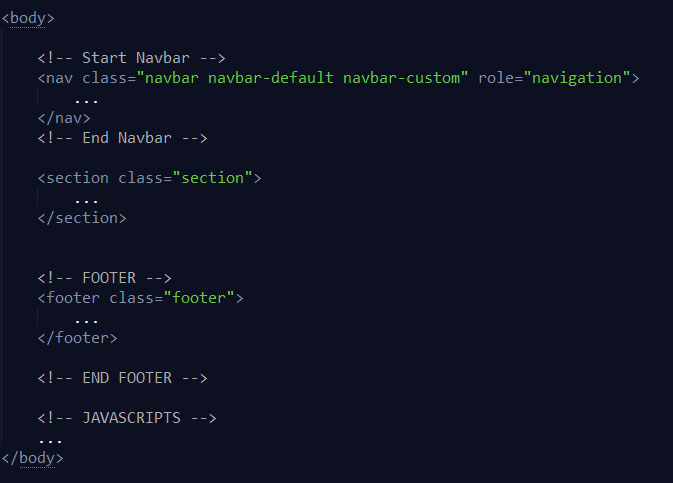 <body>
<!-- Start Navbar -->
<nav class="navbar navbar-default navbar-custom" role="navigation">
...
</nav>
<!-- End Navbar -->
<section class="section">
...
</section>
<!-- FOOTER -->
<footer class="footer">
...
</footer>
<!-- END FOOTER -->
<!-- JAVASCRIPTS -->
...
</body>